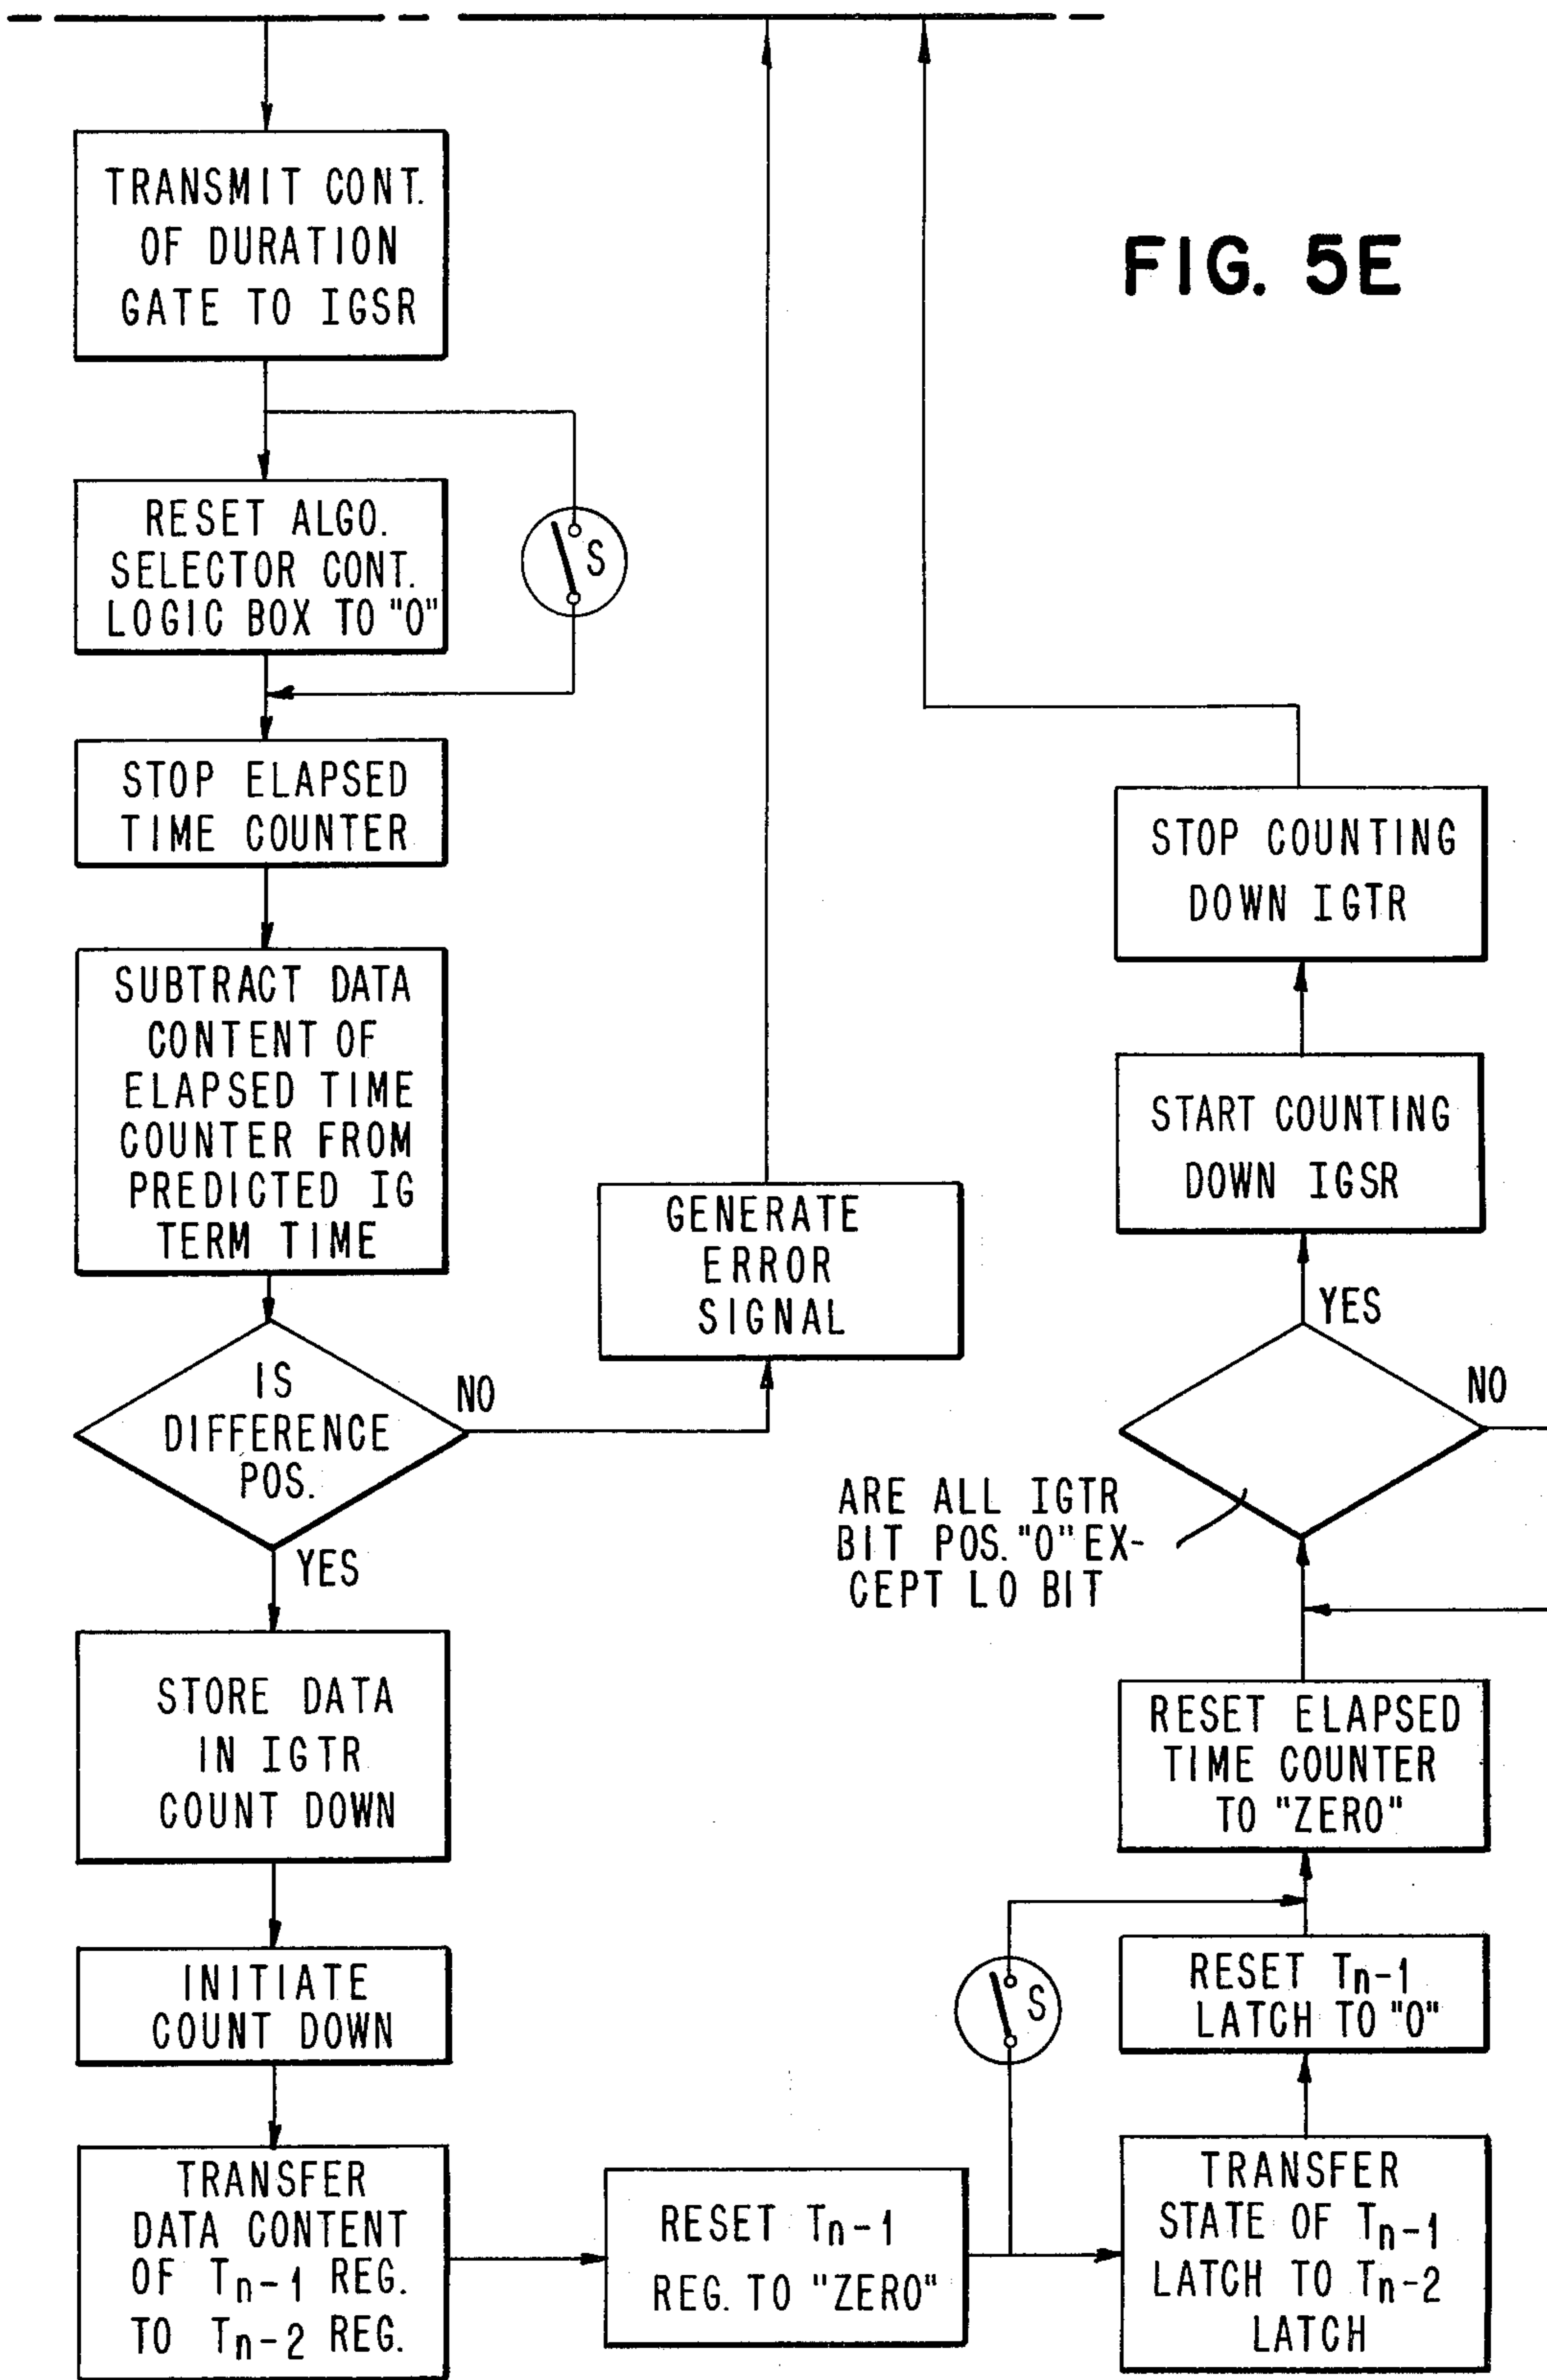 FIG. 5E
TRANSMIT CONT.
OF DURATION
GATE TO IGSR
RESET ALGO.
SELECTOR CONT.
LOGIC BOX TO "0"
S
STOP ELAPSED
TIME COUNTER
SUBTRACT DATA
CONTENT OF
ELAPSED TIME
COUNTER FROM
PREDICTED IG
TERM TIME
IS
DIFFERENCE
POS.
NO
GENERATE
ERROR
SIGNAL
YES
STORE DATA
IN IGTR
COUNT DOWN
INITIATE
COUNT DOWN
TRANSFER
DATA CONTENT
OF Tn-1 REG.
TO Tn-2 REG.
RESET Tn-1
REG. TO "ZERO"
S
TRANSFER
STATE OF Tn-1
LATCH TO Tn-2
LATCH
RESET Tn-1
LATCH TO "0"
RESET ELAPSED
TIME COUNTER
TO "ZERO"
ARE ALL IGTR
BIT POS. "0" EX-
CEPT LO BIT
NO
YES
START COUNTING
DOWN IGSR
STOP COUNTING
DOWN IGTR